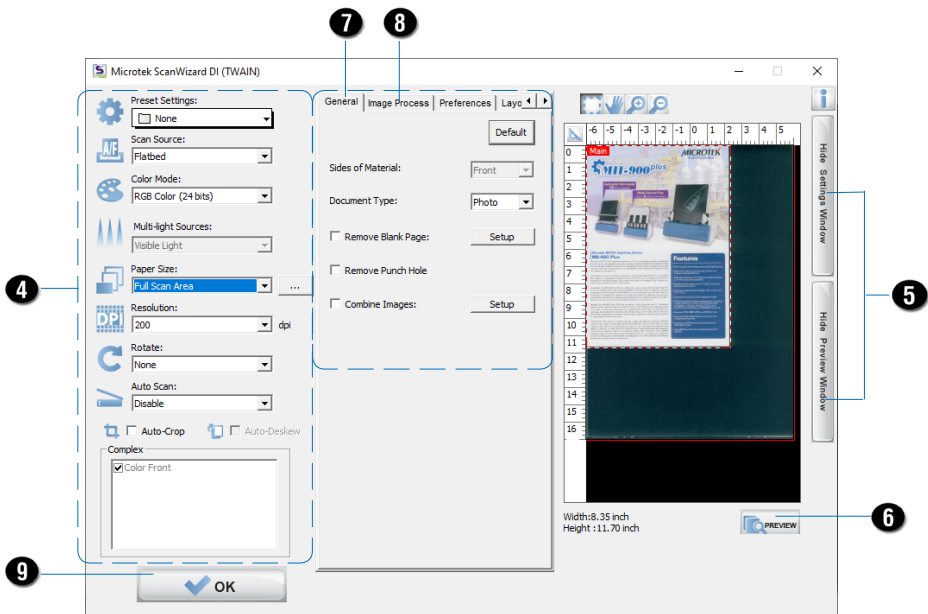 7
8
Microtek ScanWizard DI (TWAIN)
Preset Settings:
None
Scan Source:
A/F
Flatbed
Color Mode:
RGB Color (24 bits)
Multi-light Sources:
Visible Light
4
Paper Size:
Full Scan Area
...
Resolution:
DPI
200
dpi
Rotate:
None
Auto Scan:
Disable
Auto-Crop
Auto-Deskew
Complex
Color Front
9
OK
General
Image Process
Preferences
Layo
Default
Sides of Material:
Front
Document Type:
Photo
Remove Blank Page:
Setup
Remove Punch Hole
Combine Images:
Setup
-6 -5 -4 -3 -2 -1 0 1 2 3 4 5
0
1
2
3
4
5
6
7
8
9
10
11
12
13
14
15
16
Main
MICROTEK
MII-900 plus
Features
Width:8.35 inch
Height :11.70 inch
PREVIEW
i
Hide Settings Window
Hide Preview Window
5
6